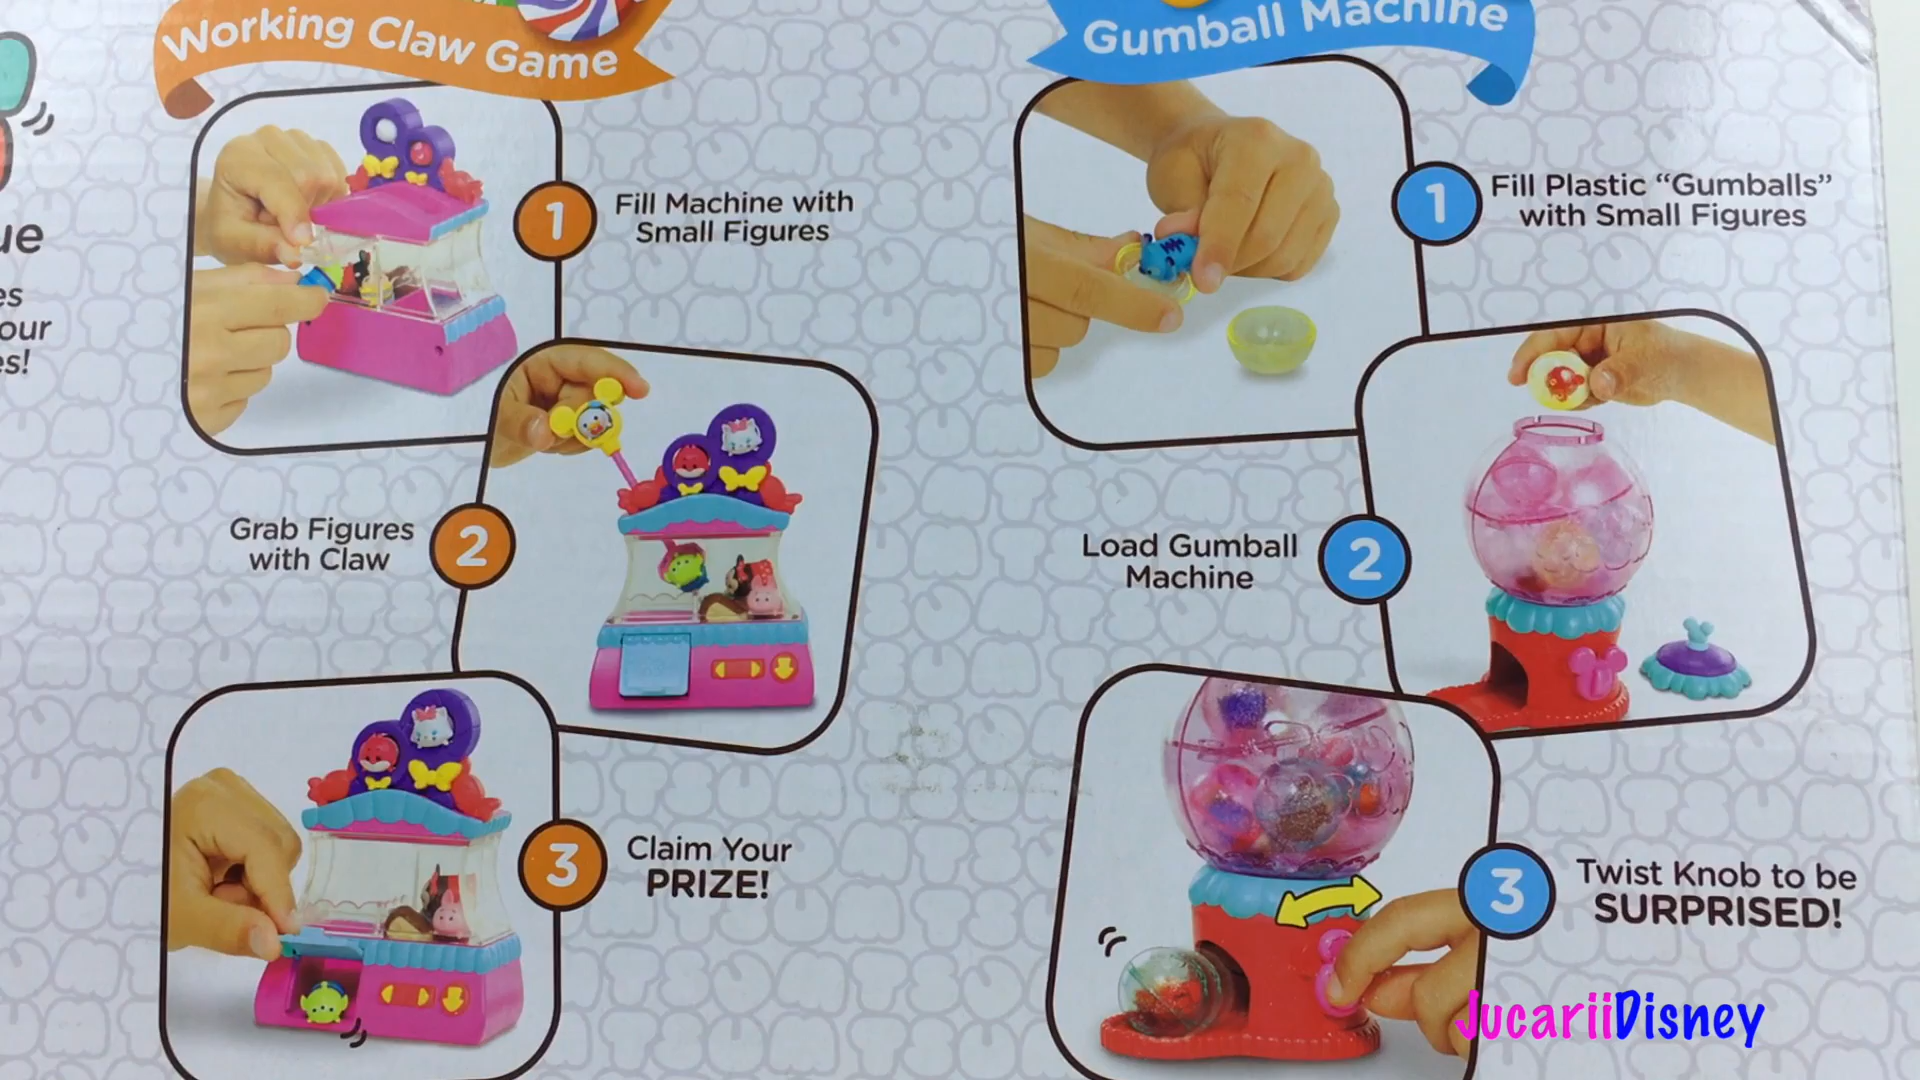 Working Claw Game
1
Fill Machine with
Small Figures
2
Grab Figures
with Claw
3
Claim Your
PRIZE!
Gumball Machine
1
Fill Plastic “Gumballs”
with Small Figures
2
Load Gumball
Machine
3
Twist Knob to be
SURPRISED!
JucariiDisney